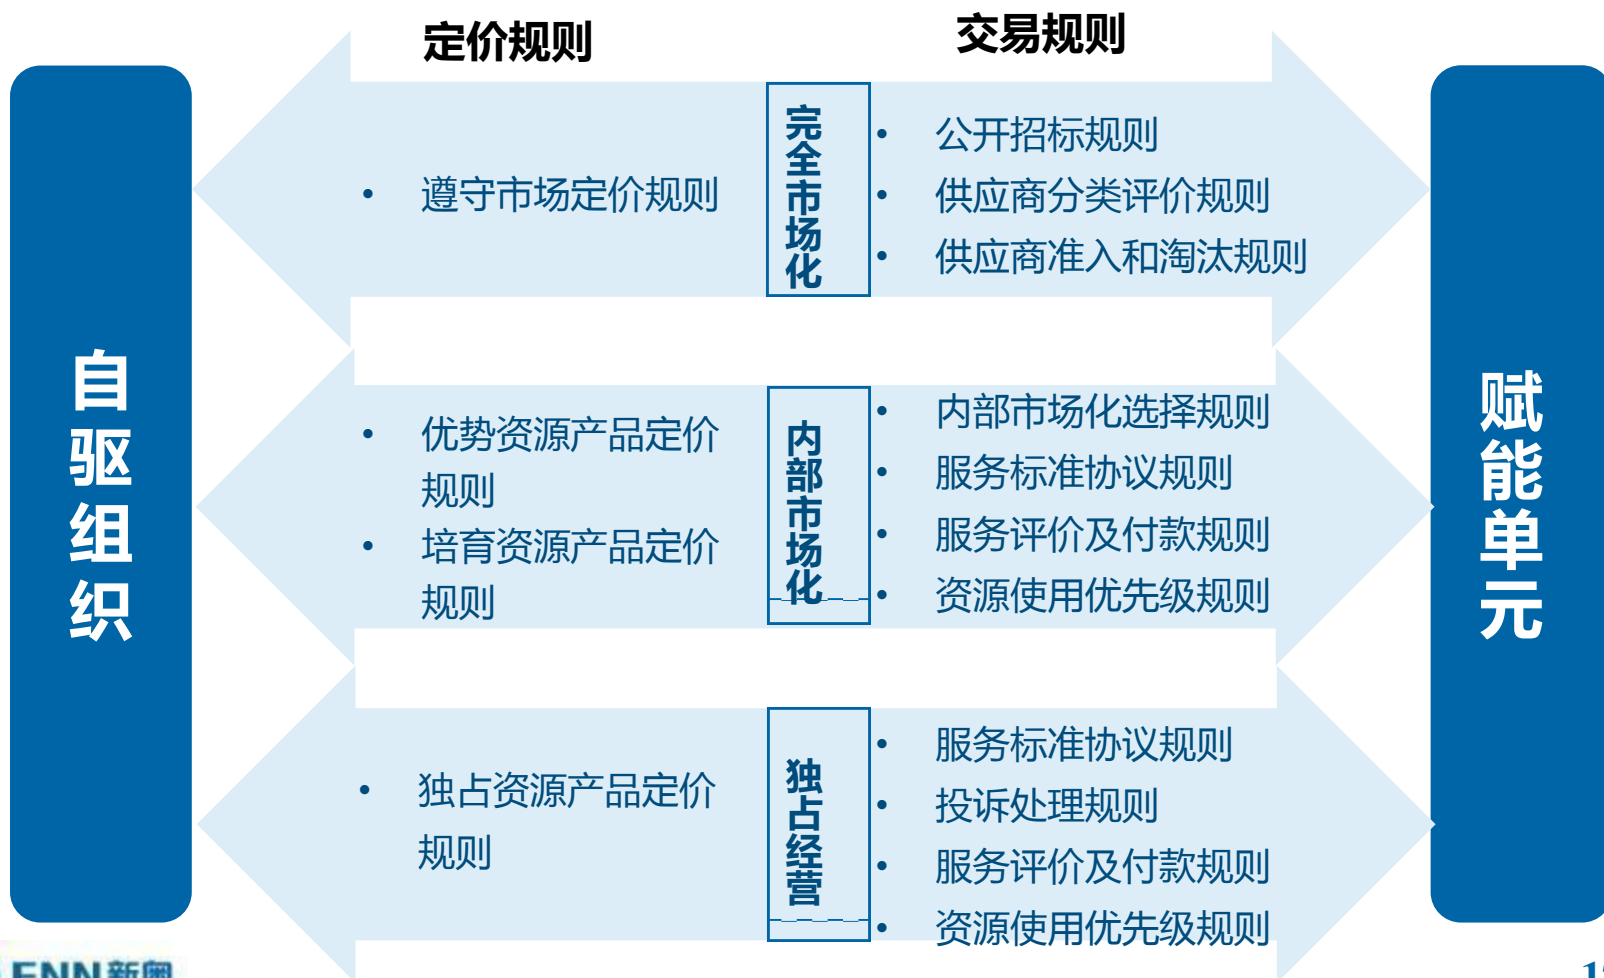 定价规则
交易规则
自驱组织
完全市场化
• 遵守市场定价规则
• 公开招标规则
• 供应商分类评价规则
• 供应商准入和淘汰规则
内部市场化
• 优势资源产品定价
规则
• 培育资源产品定价
规则
• 内部市场化选择规则
• 服务标准协议规则
• 服务评价及付款规则
• 资源使用优先级规则
独占经营
• 独占资源产品定价
规则
• 服务标准协议规则
• 投诉处理规则
• 服务评价及付款规则
• 资源使用优先级规则
赋能单元
ENN新奥